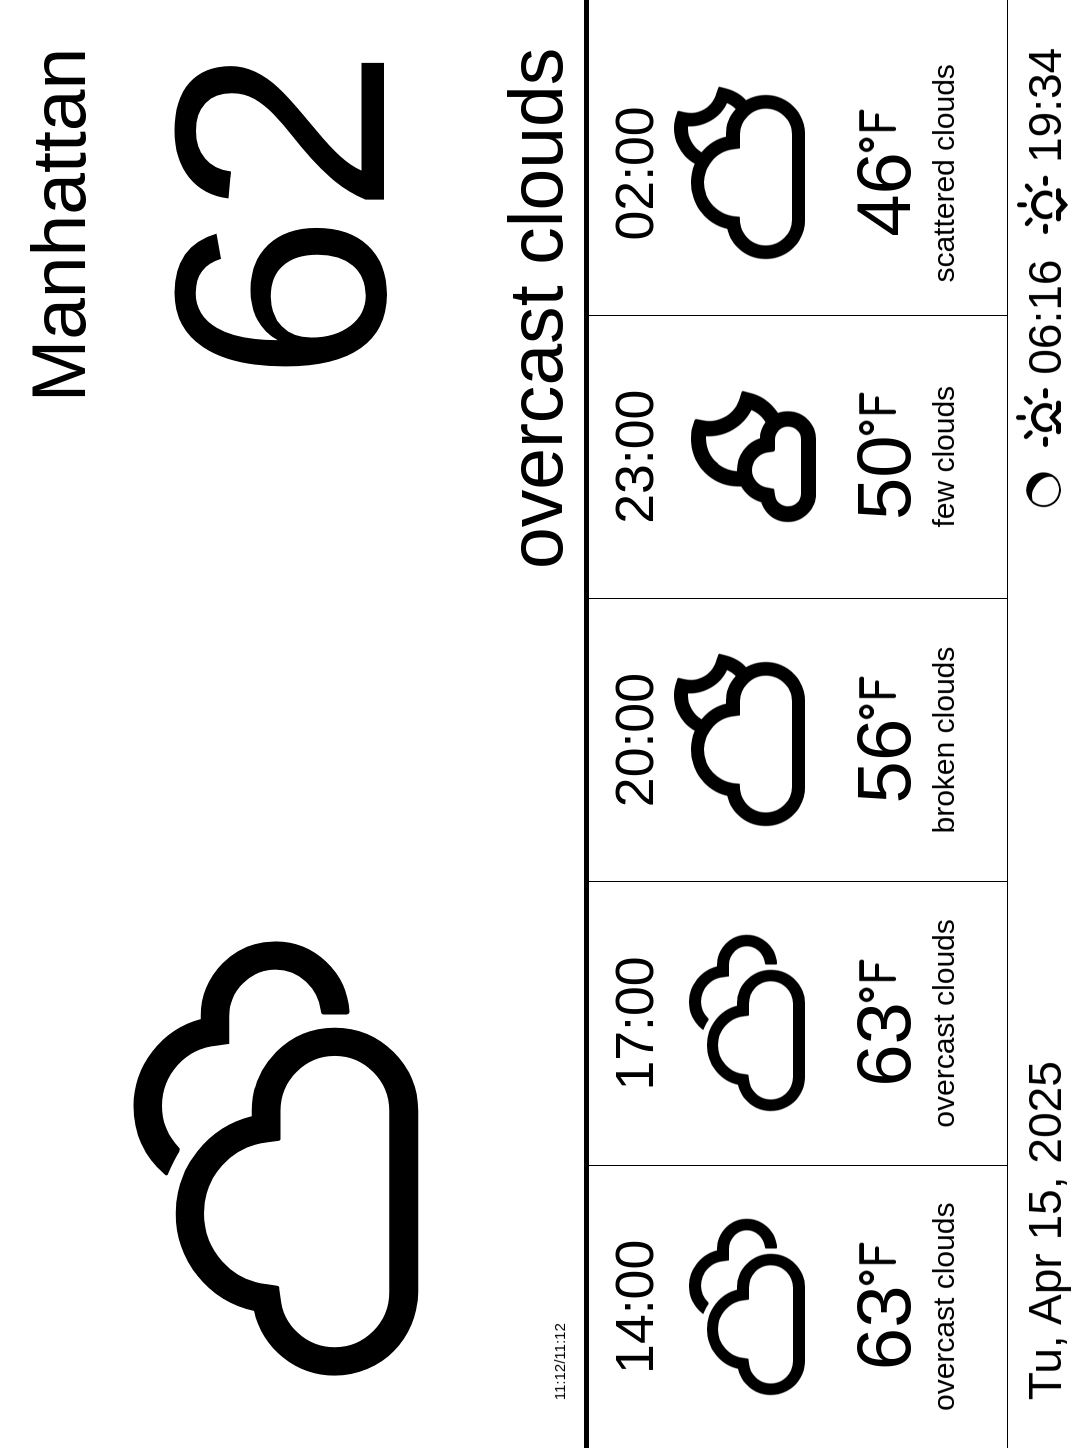 Manhattan
62
overcast clouds
11:12/11:12
14:00
63°F
overcast clouds
17:00
63°F
overcast clouds
20:00
56°F
broken clouds
23:00
50°F
few clouds
02:00
46°F
scattered clouds
Tu, Apr 15, 2025
06:16
19:34